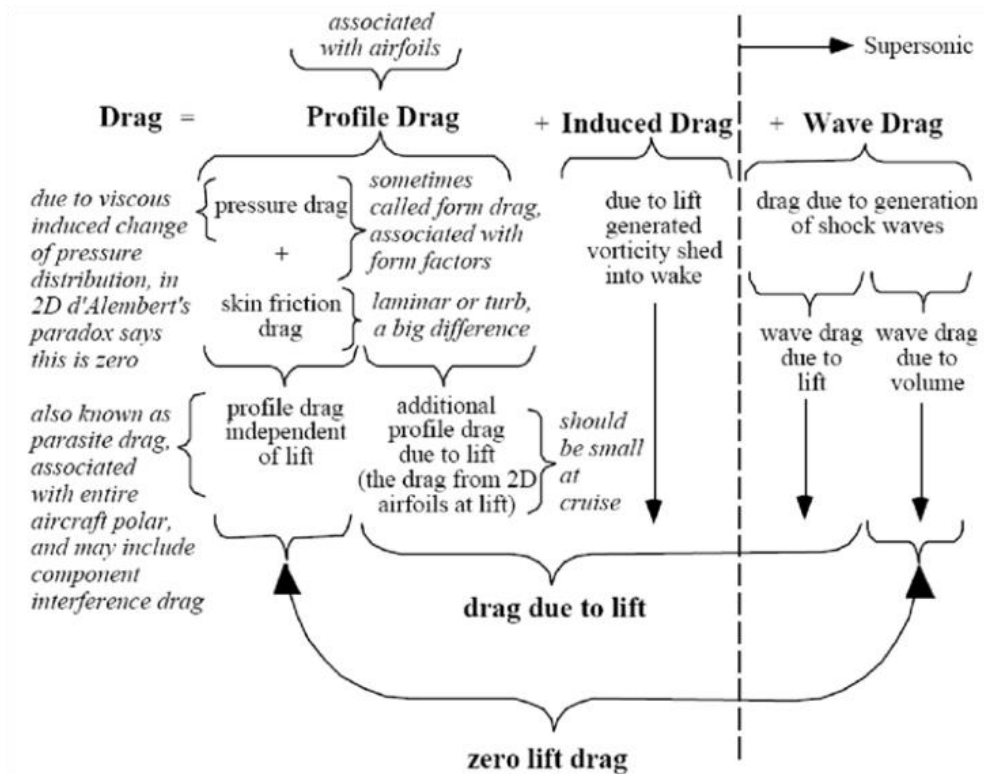 associated
with airfoils
Supersonic
Drag = Profile Drag + Induced Drag + Wave Drag
due to viscous
induced change
of pressure
distribution, in
2D d'Alembert's
paradox says
this is zero
pressure drag
+
skin friction
drag
sometimes
called form drag,
associated with
form factors
laminar or turb,
a big difference
due to lift
generated
vorticity shed
into wake
drag due to generation
of shock waves
wave drag
due to
lift
wave drag
due to
volume
also known as
parasite drag,
associated
with entire
aircraft polar,
and may include
component
interference drag
profile drag
independent
of lift
additional
profile drag
due to lift
(the drag from 2D
airfoils at lift)
should
be small
at
cruise
drag due to lift
zero lift drag